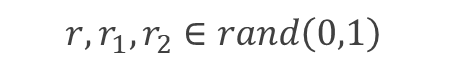 r, r₁, r₂ ∈ rand(0,1)